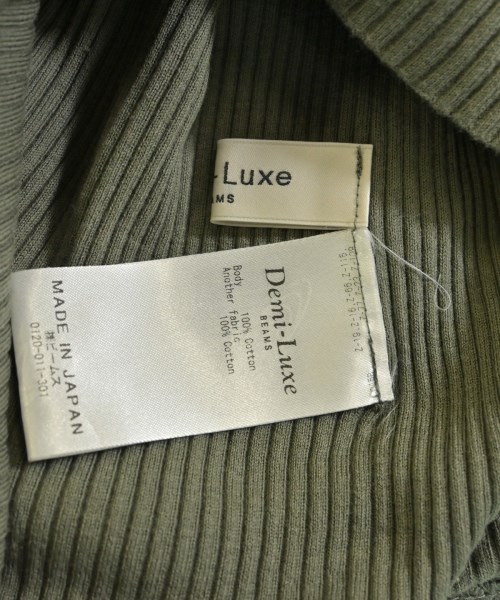 -Luxe
AMS
Demi-Luxe
BEAMS
Body 100% Cotton
Another fabric
100% Cotton
MADE IN JAPAN
㈱ビームス
0120-011-301